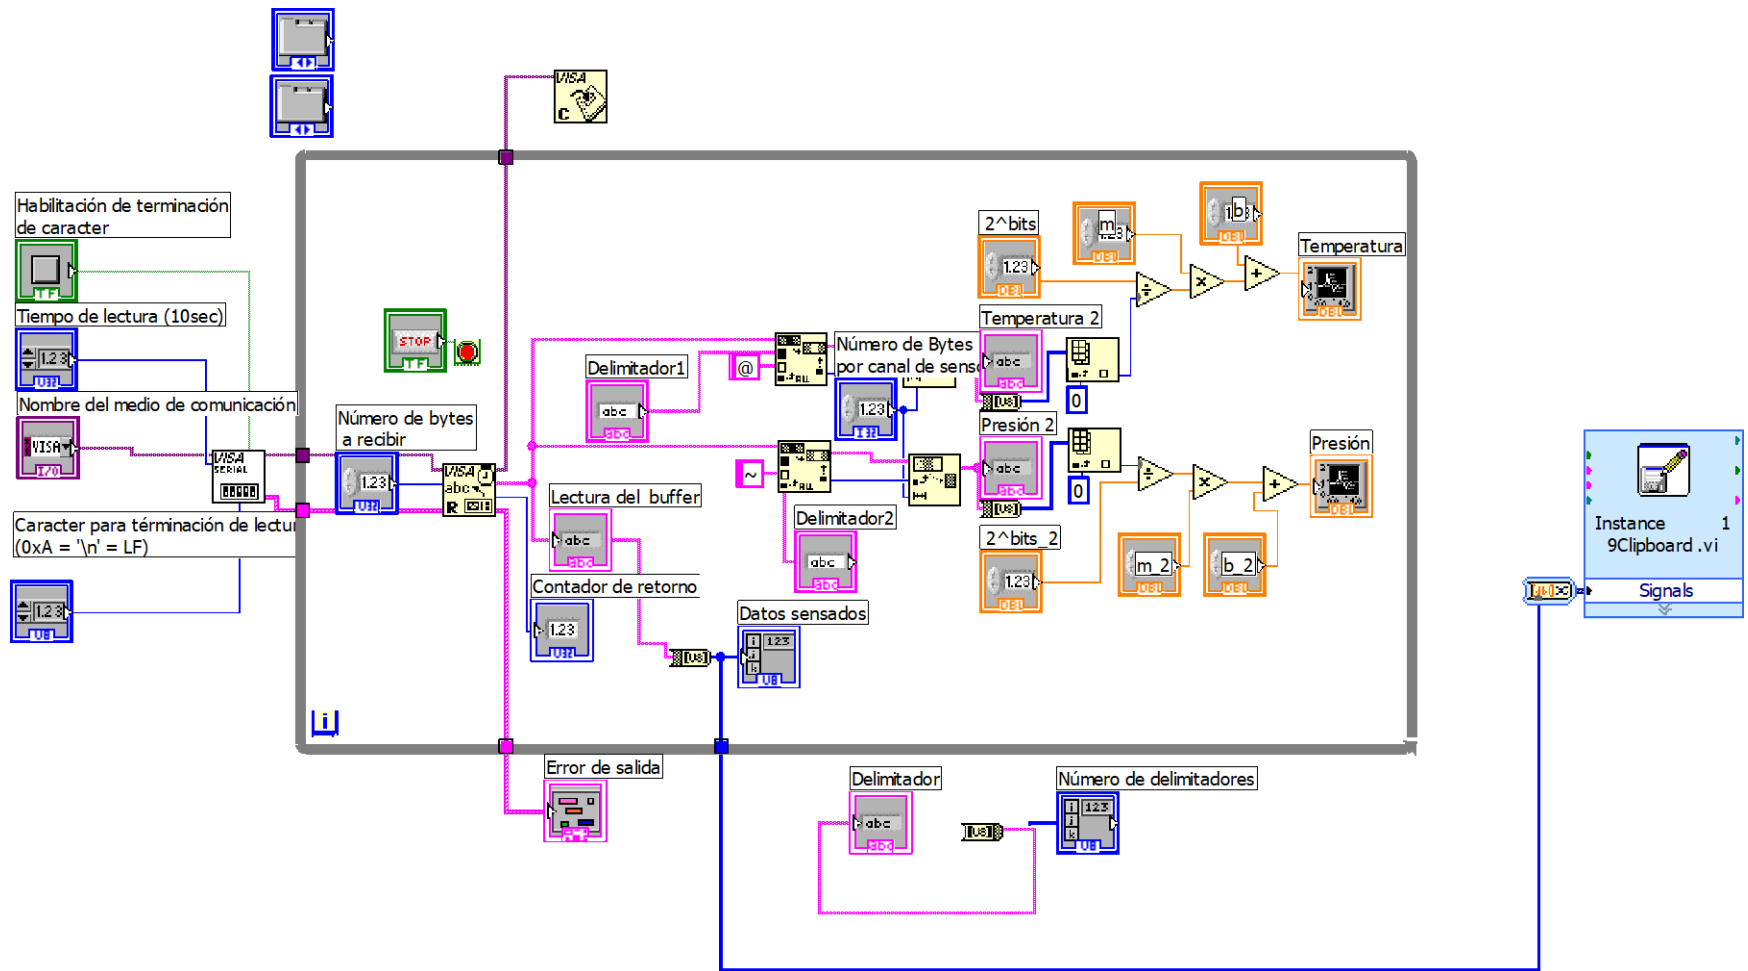 VISA
C
Habilitación de terminación
de caracter
TF
Tiempo de lectura (10sec)
1.23
U32
Nombre del medio de comunicación
VISA
I/O
VISA
SERIAL
Caracter para términación de lectur
(0xA = '\n' = LF)
1.23
U8
STOP
TF
Número de bytes
a recibir
1.23
U32
VISA
abc
R
Lectura del buffer
abc
abc
Contador de retorno
1.23
U32
i
Delimitador1
abc
abc
@
ALL
Número de Bytes
por canal de senso
1.23
I32
~
ALL
Delimitador2
abc
abc
[U8]
Datos sensados
123
U8
2^bits
1.23
DBL
m
1.23
DBL
b
DBL
÷
x
+
Temperatura
DBL
Temperatura 2
abc
abc
[U8]
0
Presión 2
abc
abc
[U8]
0
÷
x
+
Presión
DBL
2^bits_2
1.23
DBL
m_2
DBL
b_2
DBL
Error de salida
Delimitador
abc
abc
[U8]
Número de delimitadores
123
U8
Instance 1
9Clipboard.vi
Signals